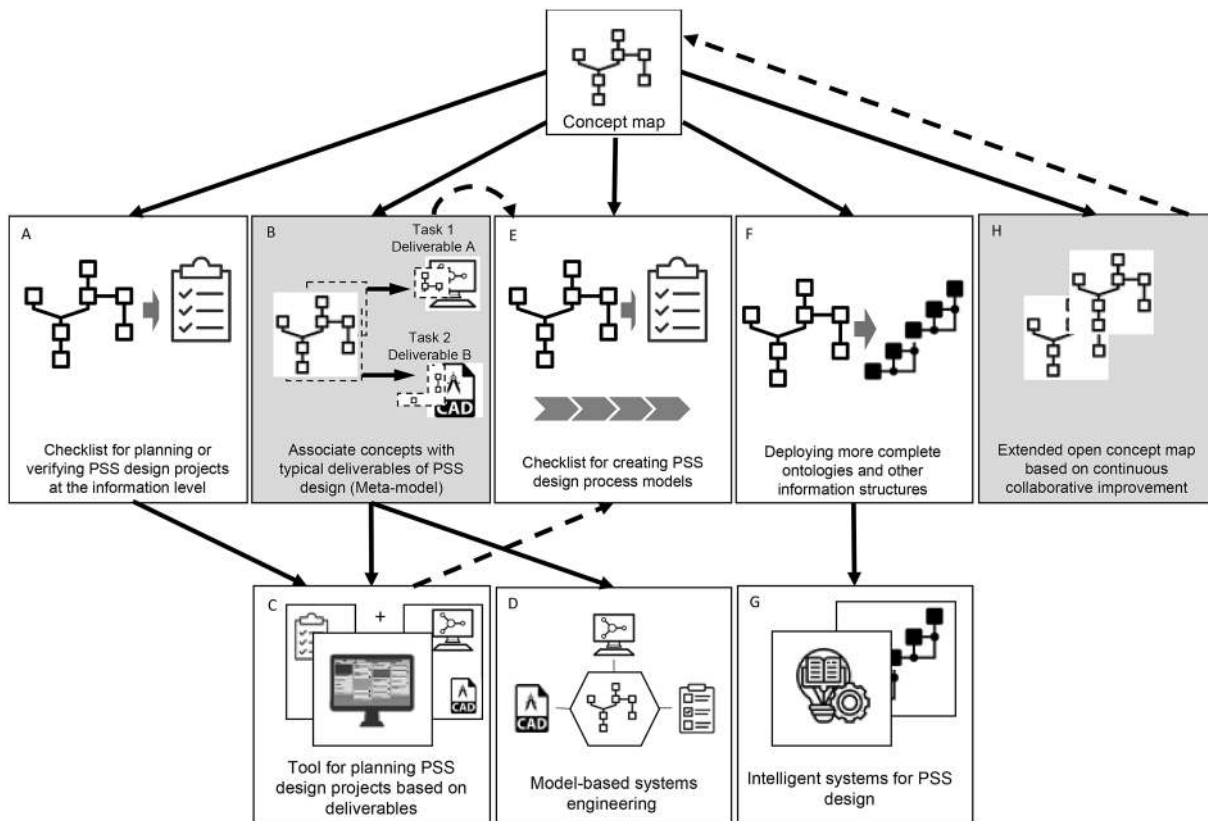 Concept map
A
Checklist for planning or
verifying PSS design projects
at the information level
B
Task 1
Deliverable A
Task 2
Deliverable B
CAD
Associate concepts with
typical deliverables of PSS
design (Meta-model)
E
Checklist for creating PSS
design process models
F
Deploying more complete
ontologies and other
information structures
H
Extended open concept map
based on continuous
collaborative improvement
C
+
CAD
Tool for planning PSS
design projects based on
deliverables
D
CAD
Model-based systems
engineering
G
Intelligent systems for PSS
design